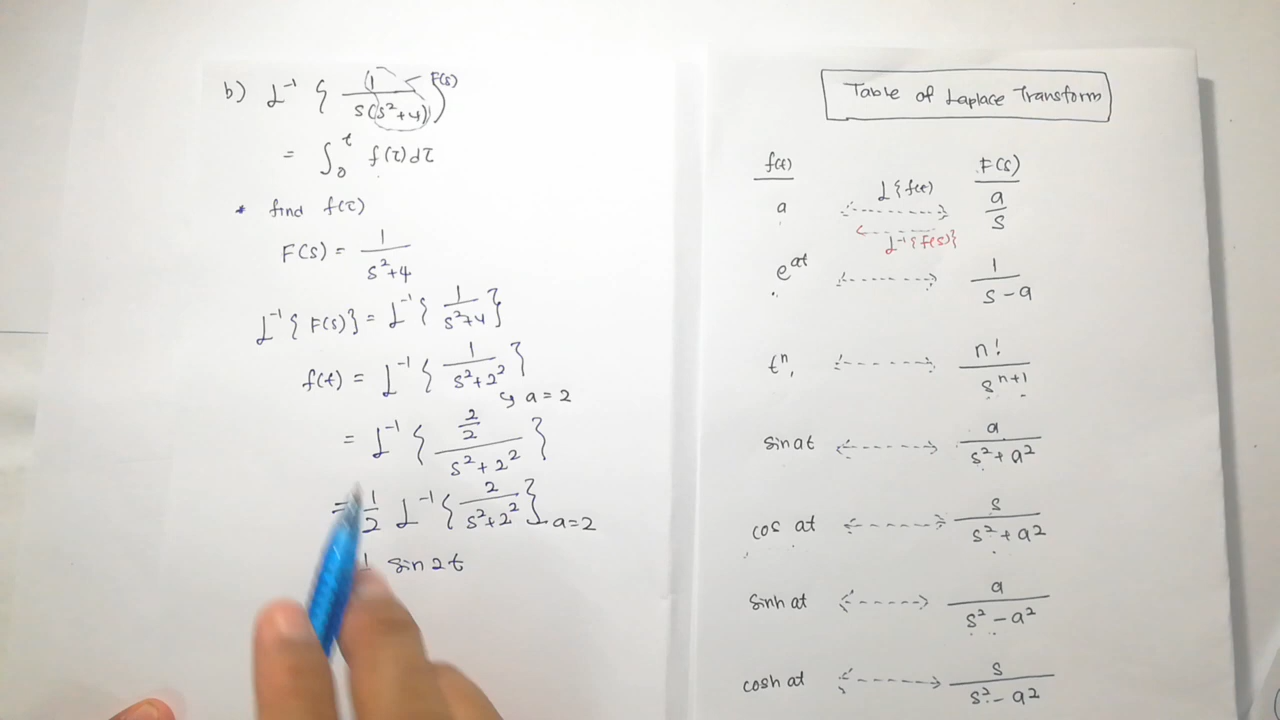 b) ℒ⁻¹ { 1 / s(s²+4) } F(s)
= ∫₀ᵗ f(τ)dτ
* find f(τ)
F(s) = 1 / s²+4
ℒ⁻¹{F(s)} = ℒ⁻¹{ 1 / s²+4 }
f(t) = ℒ⁻¹{ 1 / s²+2² }
↳ a = 2
= ℒ⁻¹{ 2/2 / s²+2² }
= 1/2 ℒ⁻¹{ 2 / s²+2² } a=2
sin 2t
Table of Laplace Transform
f(t) F(s)
ℒ{f(t)}
a a/s
ℒ⁻¹{F(s)}
e^at 1 / s-a
tⁿ, n! / s^n+1
sin at a / s²+a²
cos at s / s²+a²
sinh at a / s²-a²
cosh at s / s²-a²